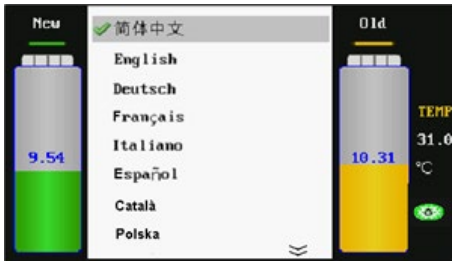 New
9.54
简体中文
English
Deutsch
Français
Italiano
Español
Català
Polska
Old
10.31
TEMP
31.0
°C